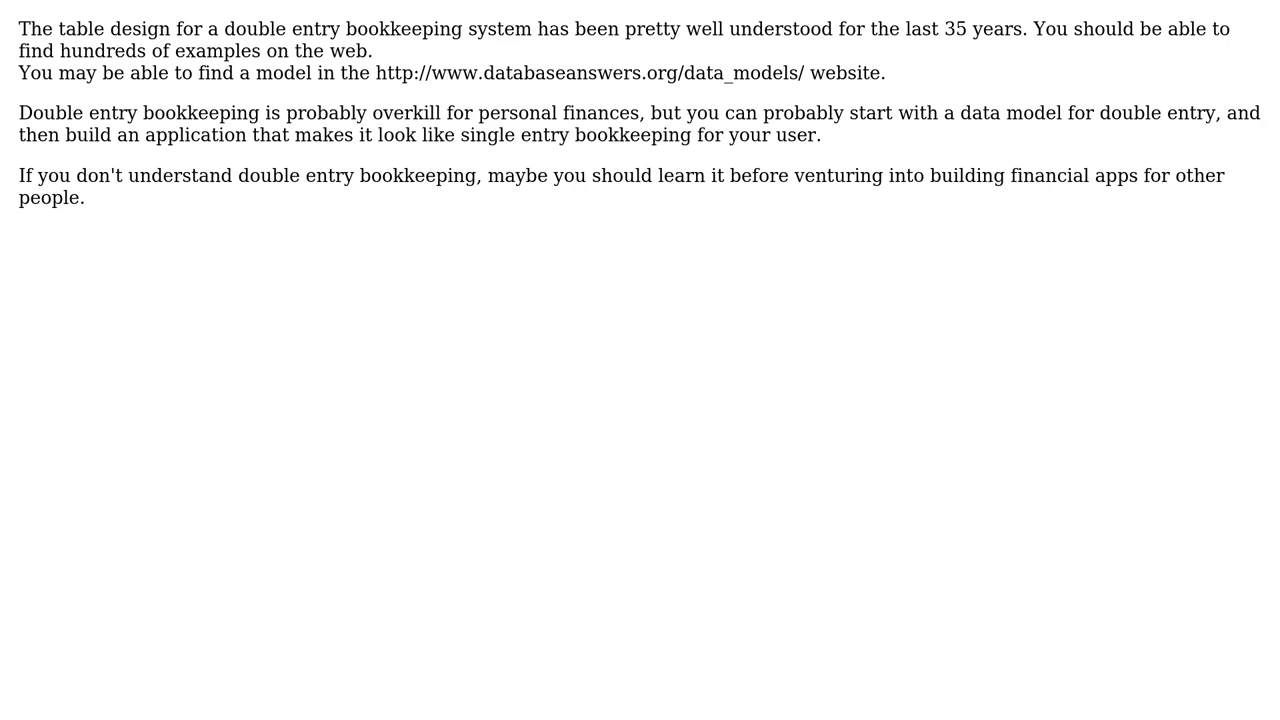 The table design for a double entry bookkeeping system has been pretty well understood for the last 35 years. You should be able to
find hundreds of examples on the web.
You may be able to find a model in the http://www.databaseanswers.org/data_models/ website.
Double entry bookkeeping is probably overkill for personal finances, but you can probably start with a data model for double entry, and
then build an application that makes it look like single entry bookkeeping for your user.
If you don't understand double entry bookkeeping, maybe you should learn it before venturing into building financial apps for other
people.